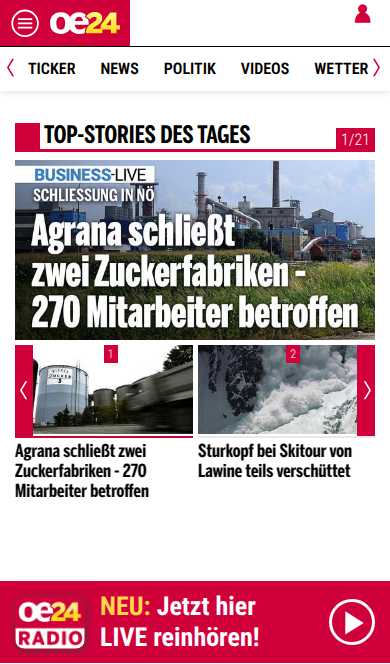 oe24
TICKER NEWS POLITIK VIDEOS WETTER
TOP-STORIES DES TAGES
1/21
BUSINESS-LIVE
SCHLIESSUNG IN NÖ
Agrana schließt
zwei Zuckerfabriken -
270 Mitarbeiter betroffen
1
2
Agrana schließt zwei
Zuckerfabriken - 270
Mitarbeiter betroffen
Sturkopf bei Skitour von
Lawine teils verschüttet
oe24
RADIO
NEU: Jetzt hier
LIVE reinhören!